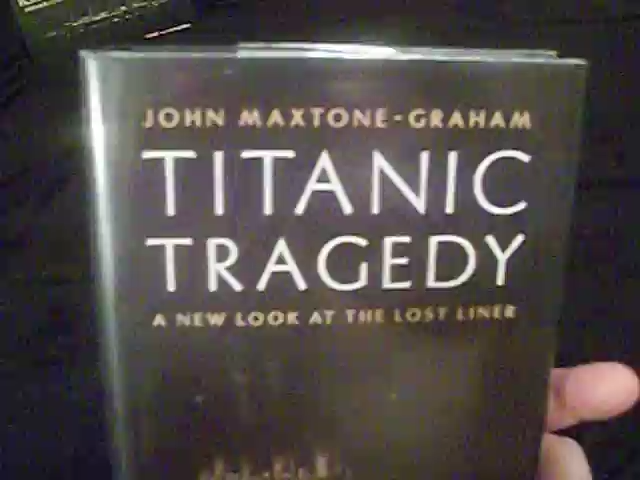 JOHN MAXTONE-GRAHAM
TITANIC
TRAGEDY
A NEW LOOK AT THE LOST LINER